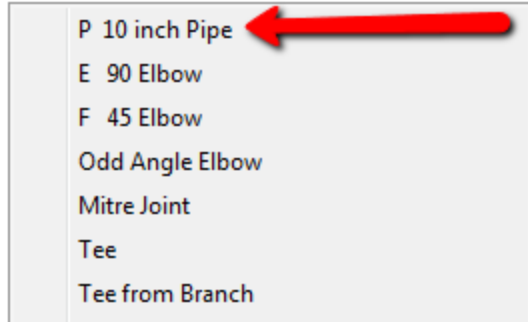 P 10 inch Pipe
E 90 Elbow
F 45 Elbow
Odd Angle Elbow
Mitre Joint
Tee
Tee from Branch